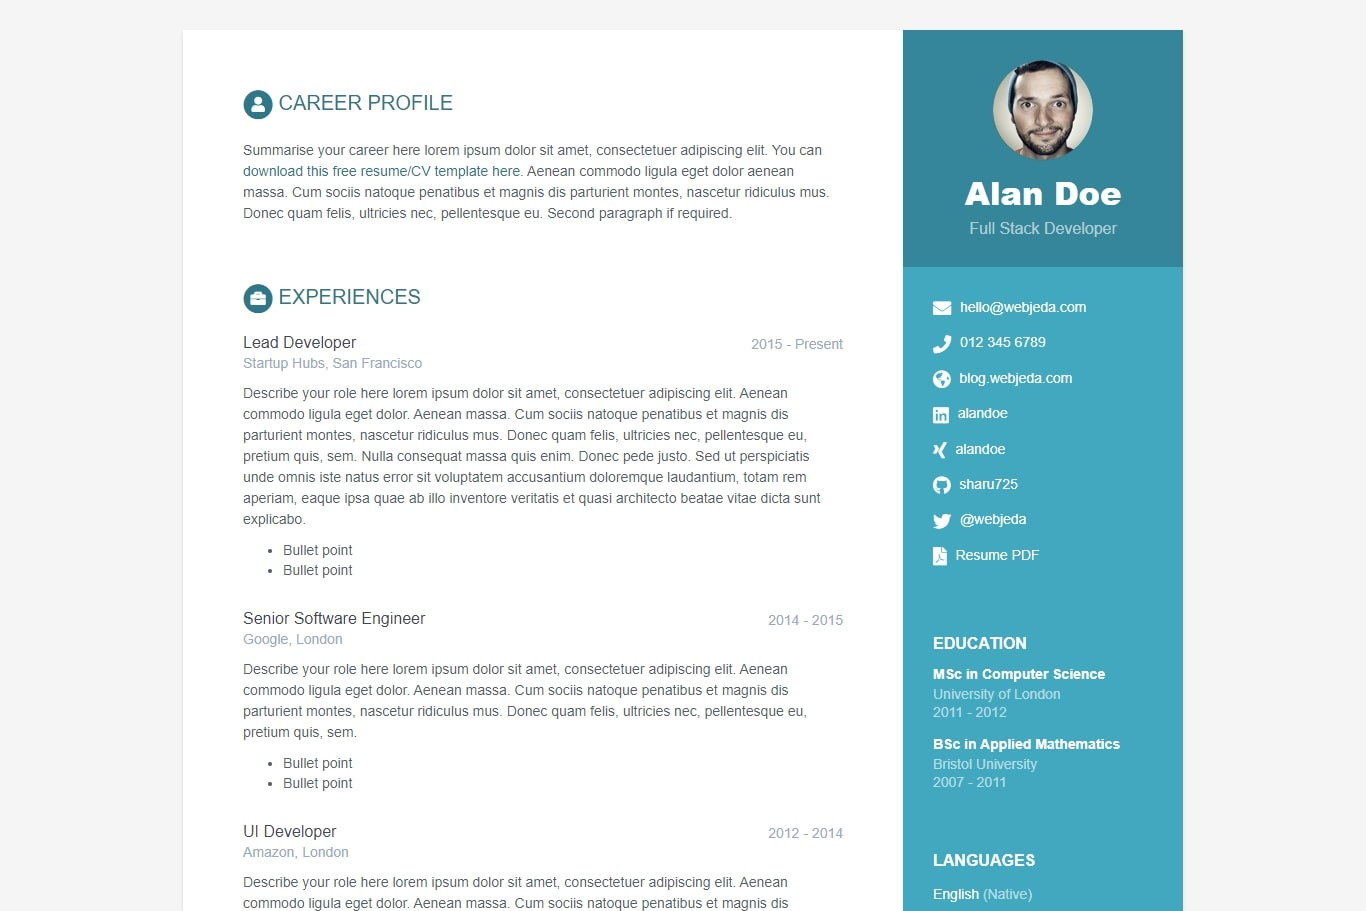 CAREER PROFILE
Summarise your career here lorem ipsum dolor sit amet, consectetuer adipiscing elit. You can
download this free resume/CV template here. Aenean commodo ligula eget dolor aenean
massa. Cum sociis natoque penatibus et magnis dis parturient montes, nascetur ridiculus mus.
Donec quam felis, ultricies nec, pellentesque eu. Second paragraph if required.
EXPERIENCES
Lead Developer
2015 - Present
Startup Hubs, San Francisco
Describe your role here lorem ipsum dolor sit amet, consectetuer adipiscing elit. Aenean
commodo ligula eget dolor. Aenean massa. Cum sociis natoque penatibus et magnis dis
parturient montes, nascetur ridiculus mus. Donec quam felis, ultricies nec, pellentesque eu,
pretium quis, sem. Nulla consequat massa quis enim. Donec pede justo. Sed ut perspiciatis
unde omnis iste natus error sit voluptatem accusantium doloremque laudantium, totam rem
aperiam, eaque ipsa quae ab illo inventore veritatis et quasi architecto beatae vitae dicta sunt
explicabo.
• Bullet point
• Bullet point
Senior Software Engineer
2014 - 2015
Google, London
Describe your role here lorem ipsum dolor sit amet, consectetuer adipiscing elit. Aenean
commodo ligula eget dolor. Aenean massa. Cum sociis natoque penatibus et magnis dis
parturient montes, nascetur ridiculus mus. Donec quam felis, ultricies nec, pellentesque eu,
pretium quis, sem.
• Bullet point
• Bullet point
UI Developer
2012 - 2014
Amazon, London
Describe your role here lorem ipsum dolor sit amet, consectetuer adipiscing elit. Aenean
commodo ligula eget dolor. Aenean massa. Cum sociis natoque penatibus et magnis dis
Alan Doe
Full Stack Developer
hello@webjeda.com
012 345 6789
blog.webjeda.com
alandoe
alandoe
sharu725
@webjeda
Resume PDF
EDUCATION
MSc in Computer Science
University of London
2011 - 2012
BSc in Applied Mathematics
Bristol University
2007 - 2011
LANGUAGES
English (Native)